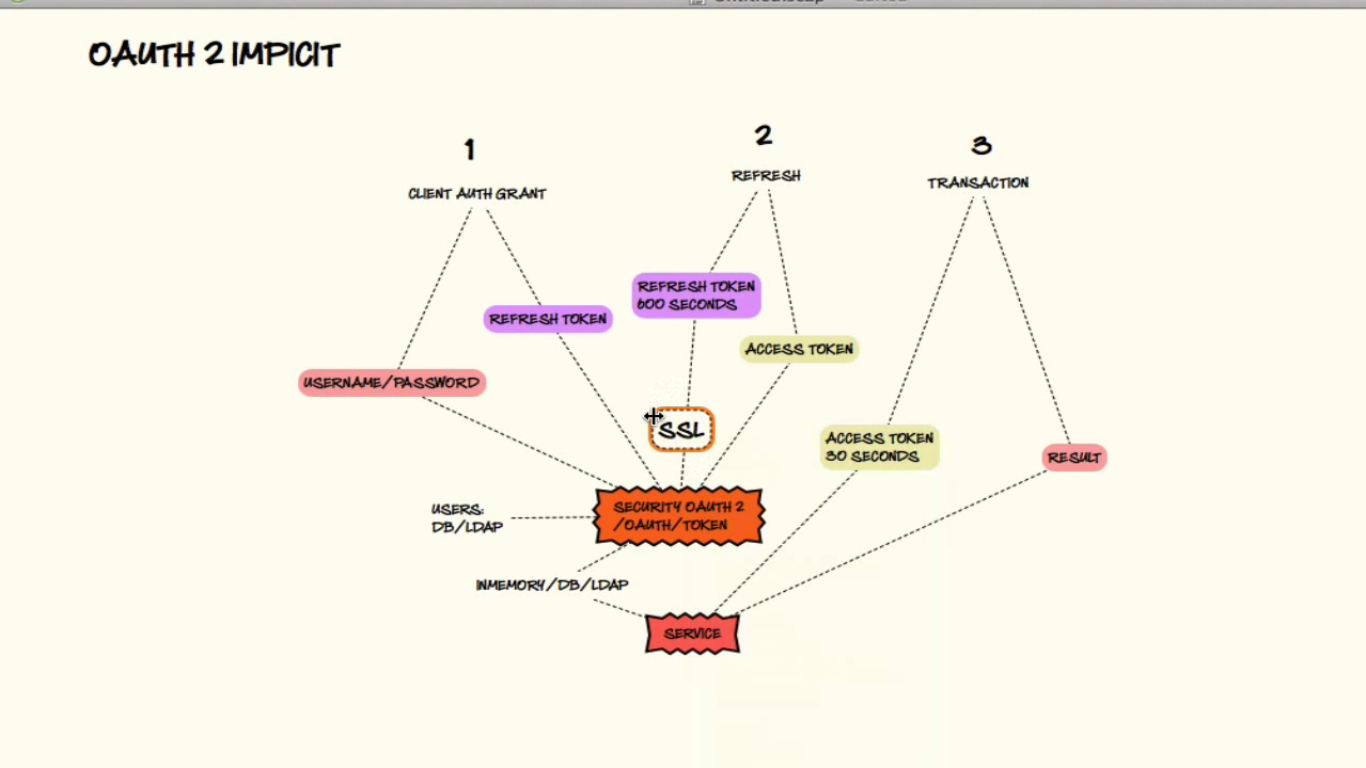 OAUTH 2 IMPICIT
1
2
3
CLIENT AUTH GRANT
REFRESH
TRANSACTION
REFRESH TOKEN
600 SECONDS
REFRESH TOKEN
ACCESS TOKEN
USERNAME/PASSWORD
SSL
ACCESS TOKEN
30 SECONDS
RESULT
USERS:
DB/LDAP
SECURITY OAUTH 2
/OAUTH/TOKEN
INMEMORY/DB/LDAP
SERVICE